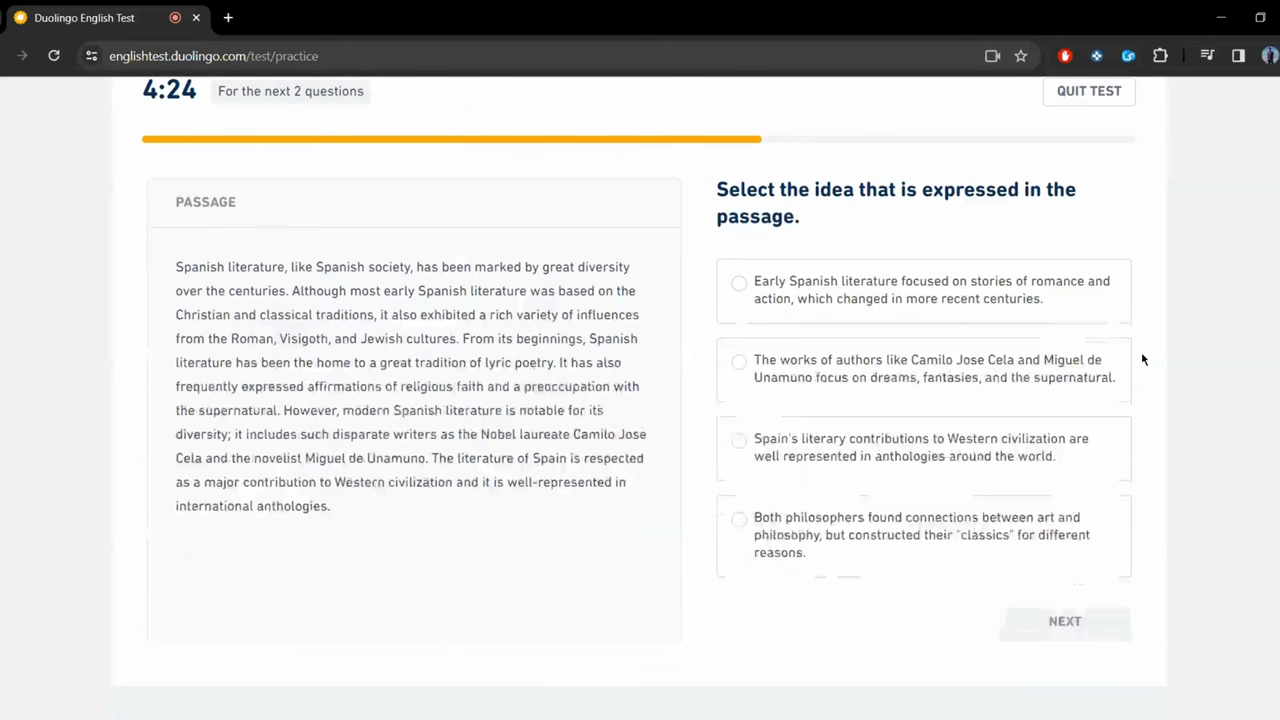 Duolingo English Test
englishtest.duolingo.com/test/practice
4:24
For the next 2 questions
QUIT TEST
PASSAGE
Spanish literature, like Spanish society, has been marked by great diversity
over the centuries. Although most early Spanish literature was based on the
Christian and classical traditions, it also exhibited a rich variety of influences
from the Roman, Visigoth, and Jewish cultures. From its beginnings, Spanish
literature has been the home to a great tradition of lyric poetry. It has also
frequently expressed affirmations of religious faith and a preoccupation with
the supernatural. However, modern Spanish literature is notable for its
diversity; it includes such disparate writers as the Nobel laureate Camilo Jose
Cela and the novelist Miguel de Unamuno. The literature of Spain is respected
as a major contribution to Western civilization and it is well-represented in
international anthologies.
Select the idea that is expressed in the
passage.
Early Spanish literature focused on stories of romance and
action, which changed in more recent centuries.
The works of authors like Camilo Jose Cela and Miguel de
Unamuno focus on dreams, fantasies, and the supernatural.
Spain's literary contributions to Western civilization are
well represented in anthologies around the world.
Both philosophers found connections between art and
philosophy, but constructed their "classics" for different
reasons.
NEXT